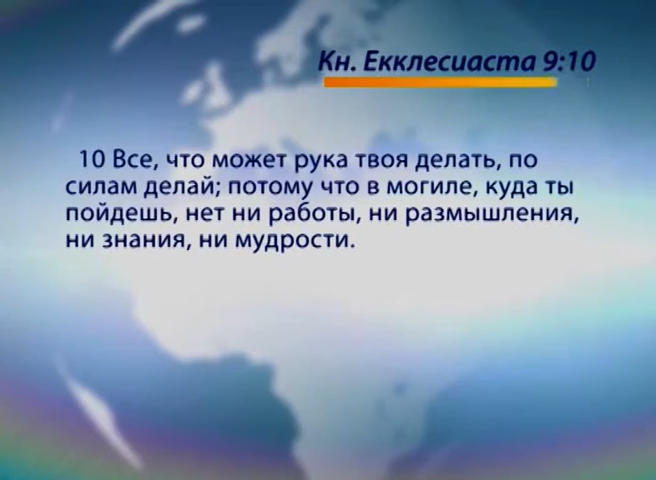 Кн. Екклесиаста 9:10
10 Все, что может рука твоя делать, по
силам делай; потому что в могиле, куда ты
пойдешь, нет ни работы, ни размышления,
ни знания, ни мудрости.